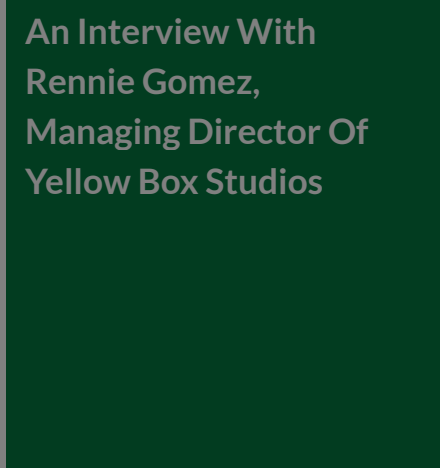 An Interview With
Rennie Gomez,
Managing Director Of
Yellow Box Studios